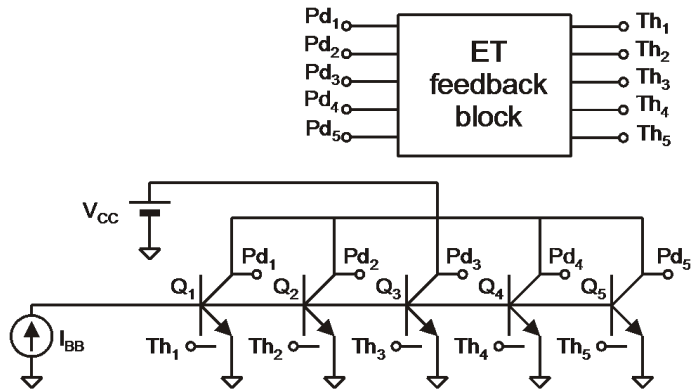 Pd1
Pd2
Pd3
Pd4
Pd5
ET
feedback
block
Th1
Th2
Th3
Th4
Th5
VCC
Pd1
Pd2
Pd3
Pd4
Pd5
Q1
Q2
Q3
Q4
Q5
IBB
Th1
Th2
Th3
Th4
Th5